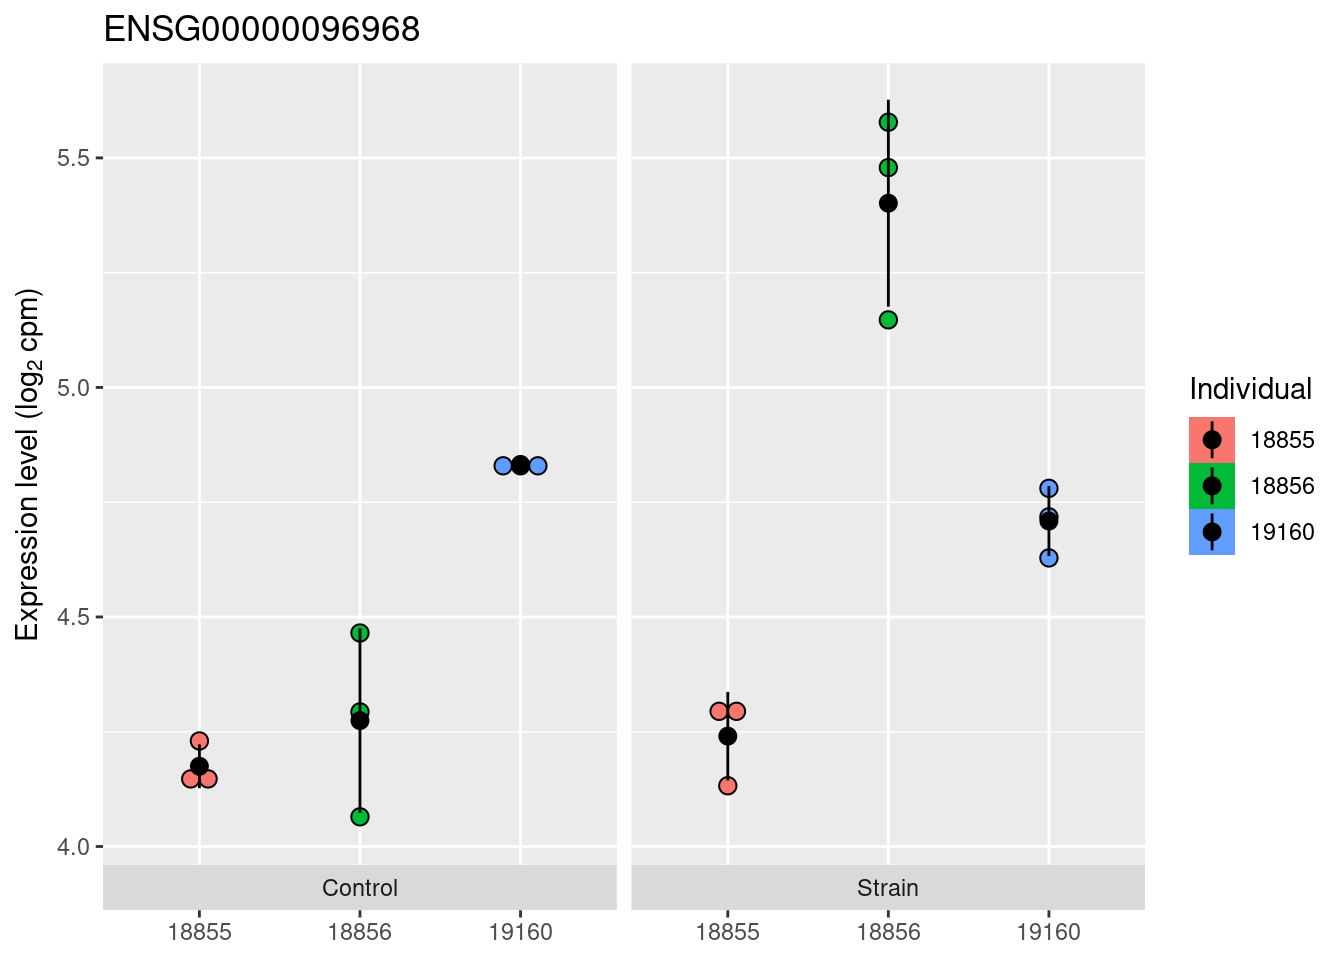 ENSG00000096968
Expression level (log₂ cpm)
5.5
5.0
4.5
4.0
Control
Strain
18855
18856
19160
18855
18856
19160
Individual
18855
18856
19160